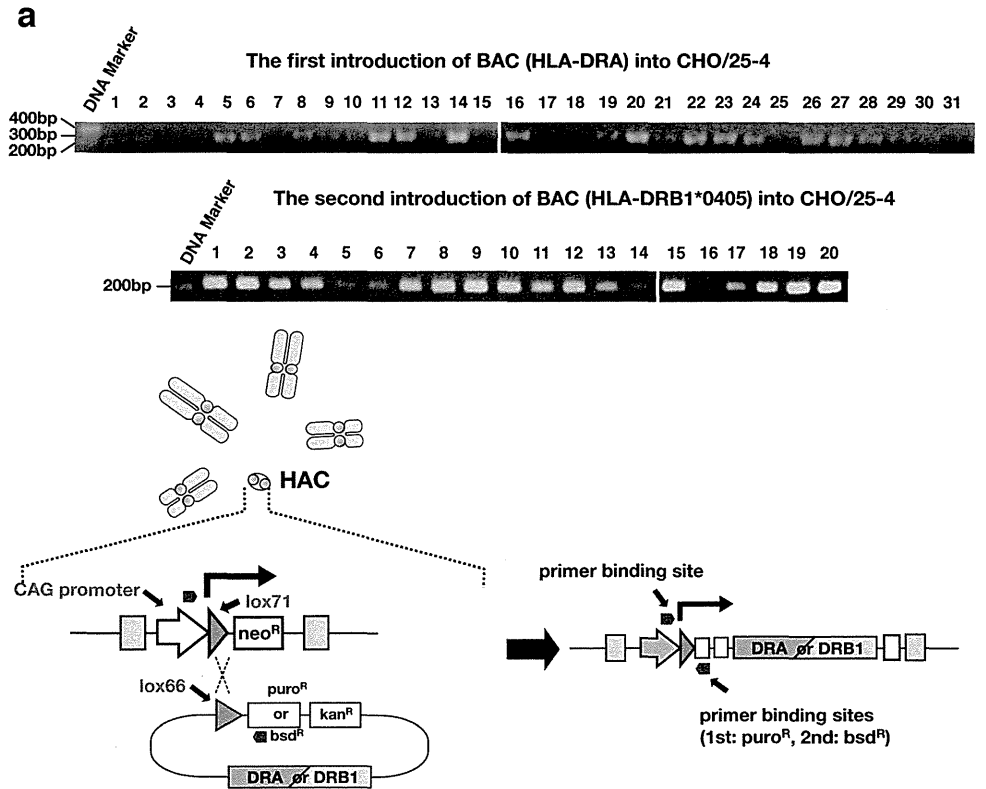 a
The first introduction of BAC (HLA-DRA) into CHO/25-4
DNA Marker
1 2 3 4 5 6 7 8 9 10 11 12 13 14 15 16 17 18 19 20 21 22 23 24 25 26 27 28 29 30 31
400bp
300bp
200bp
The second introduction of BAC (HLA-DRB1*0405) into CHO/25-4
DNA Marker
1 2 3 4 5 6 7 8 9 10 11 12 13 14 15 16 17 18 19 20
200bp
HAC
CAG promoter
lox71
neoR
lox66
puroR
or
kanR
bsdR
DRA or DRB1
primer binding site
DRA or DRB1
primer binding sites
(1st: puroR, 2nd: bsdR)